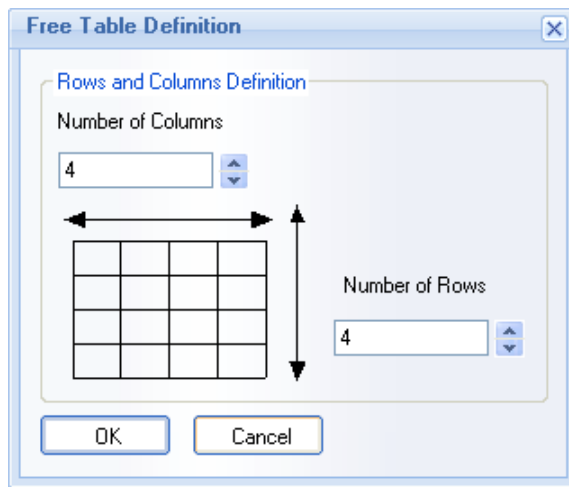 Free Table Definition
Rows and Columns Definition
Number of Columns
4
Number of Rows
4
OK
Cancel